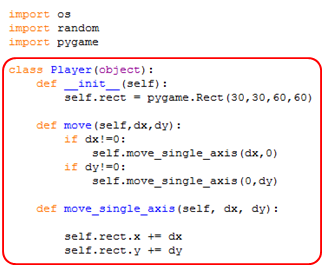 import os
import random
import pygame
class Player(object):
    def __init__(self):
        self.rect = pygame.Rect(30,30,60,60)
    def move(self,dx,dy):
        if dx!=0:
            self.move_single_axis(dx,0)
        if dy!=0:
            self.move_single_axis(0,dy)
    def move_single_axis(self, dx, dy):
        self.rect.x += dx
        self.rect.y += dy